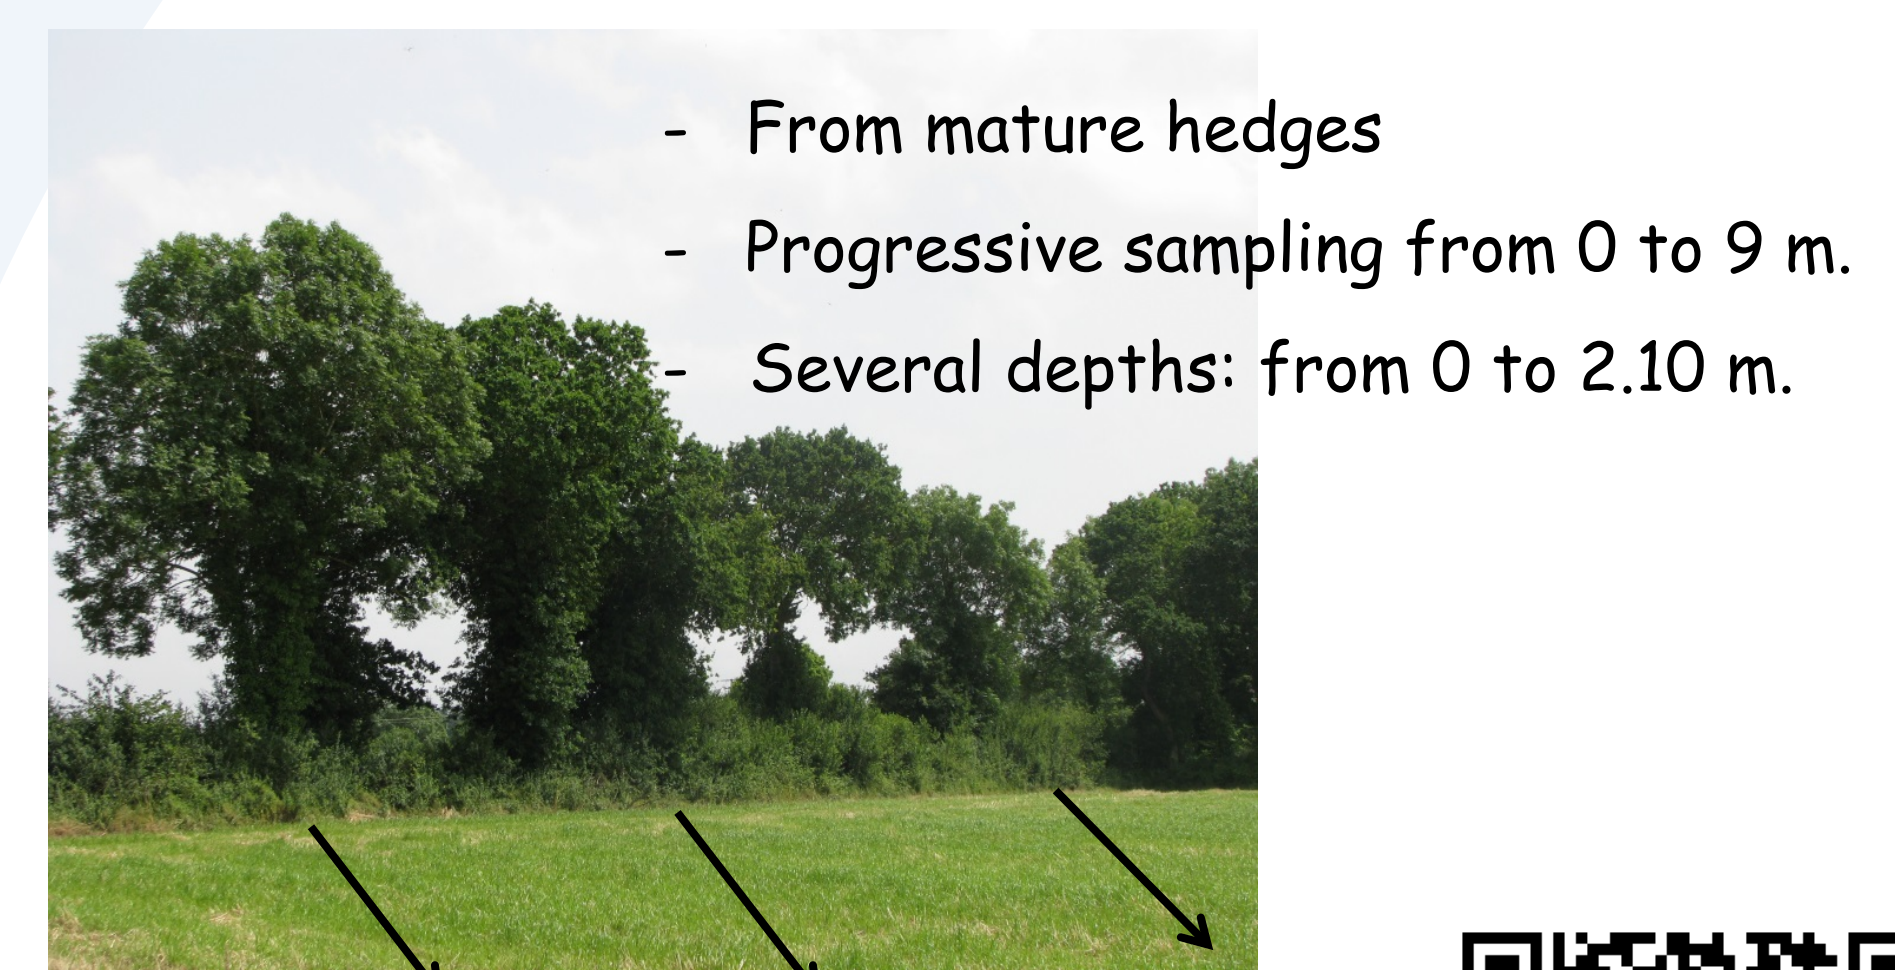 - From mature hedges
- Progressive sampling from 0 to 9 m.
- Several depths: from 0 to 2.10 m.